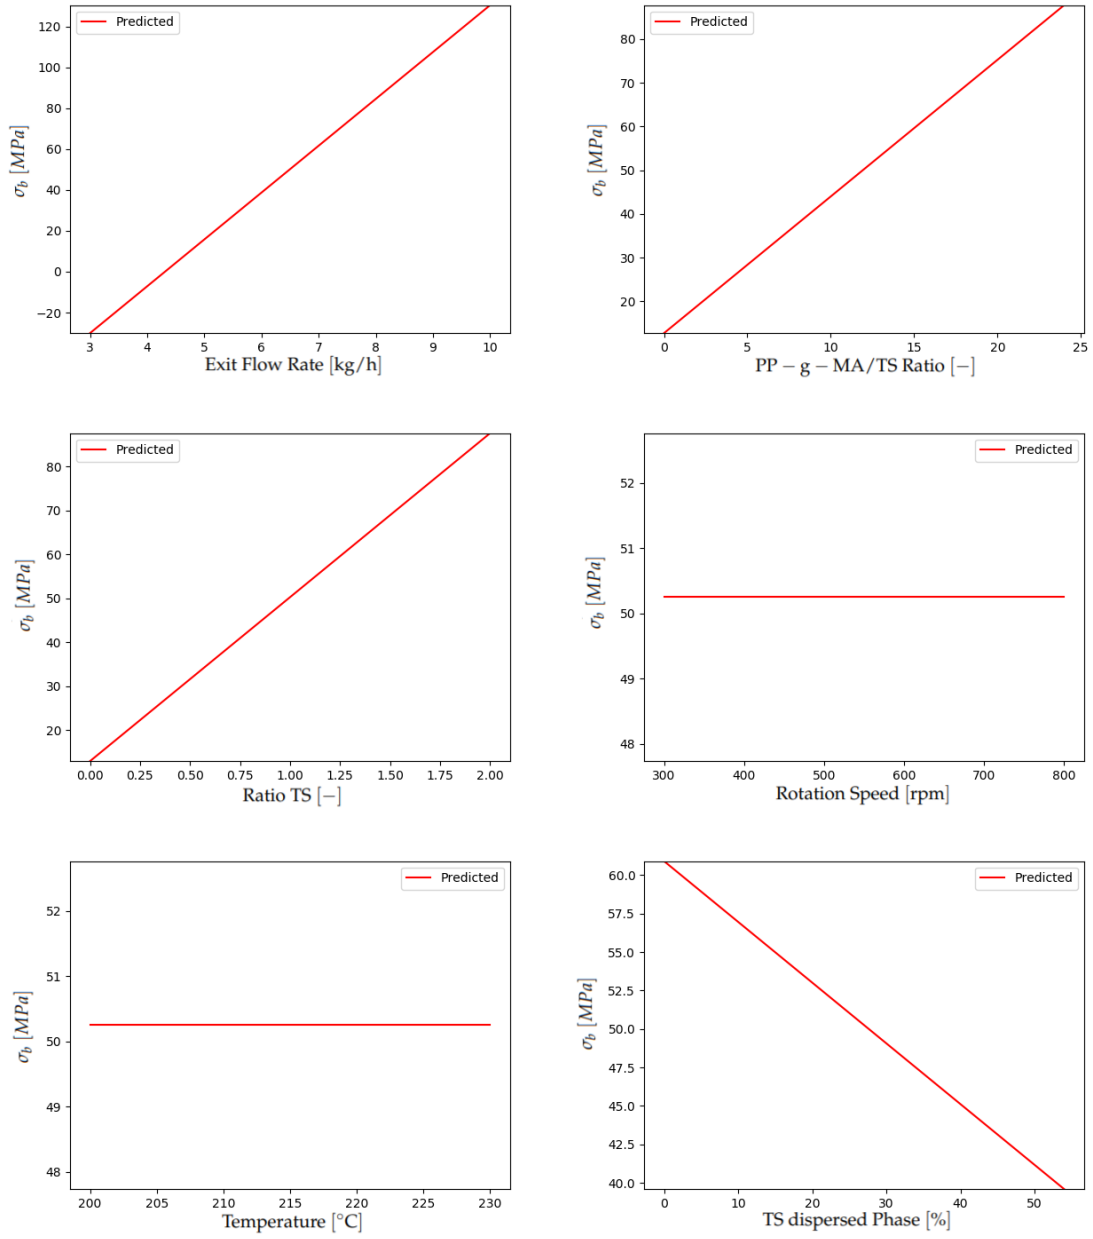 Predicted
120
100
80
60
40
20
0
−20
σb [MPa]
3 4 5 6 7 8 9 10
Exit Flow Rate [kg/h]
Predicted
80
70
60
50
40
30
20
σb [MPa]
0 5 10 15 20 25
PP − g − MA/TS Ratio [−]
Predicted
80
70
60
50
40
30
20
σb [MPa]
0.00 0.25 0.50 0.75 1.00 1.25 1.50 1.75 2.00
Ratio TS [−]
Predicted
52
51
50
49
48
σb [MPa]
300 400 500 600 700 800
Rotation Speed [rpm]
Predicted
52
51
50
49
48
σb [MPa]
200 205 210 215 220 225 230
Temperature [°C]
Predicted
60.0
57.5
55.0
52.5
50.0
47.5
45.0
42.5
40.0
σb [MPa]
0 10 20 30 40 50
TS dispersed Phase [%]